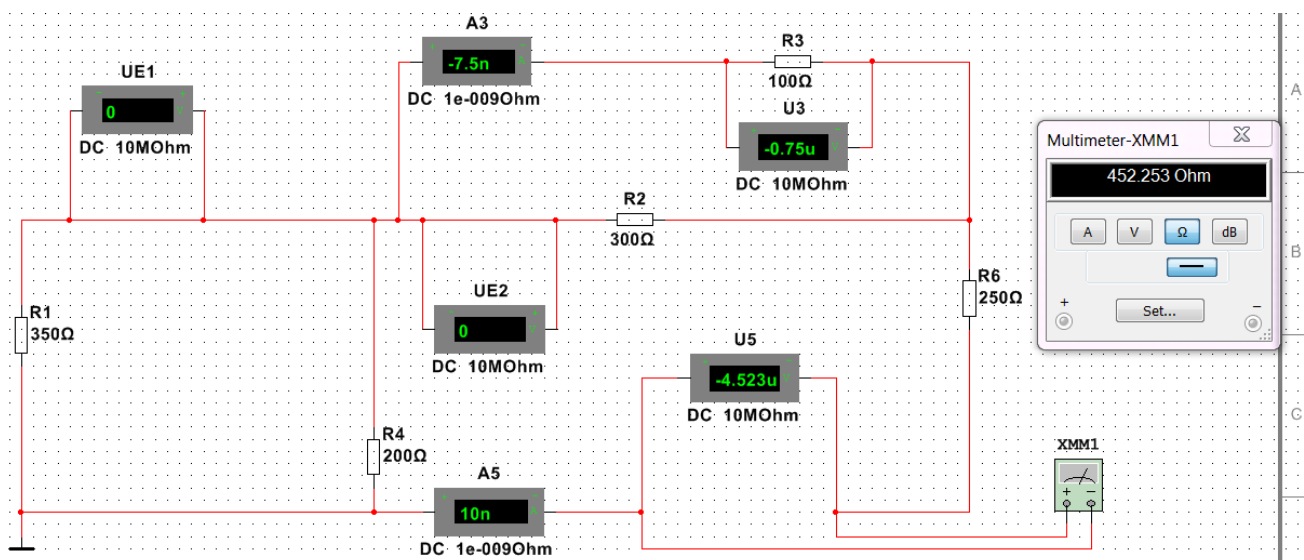 A3
-7.5n
DC 1e-009Ohm
UE1
0
DC 10MOhm
R3
100Ω
U3
-0.75u
DC 10MOhm
R2
300Ω
UE2
0
DC 10MOhm
R1
350Ω
R6
250Ω
U5
-4.523u
DC 10MOhm
R4
200Ω
A5
10n
DC 1e-009Ohm
XMM1
+ −
Multimeter-XMM1
452.253 Ohm
A V Ω dB
+ Set... −
A
B
C